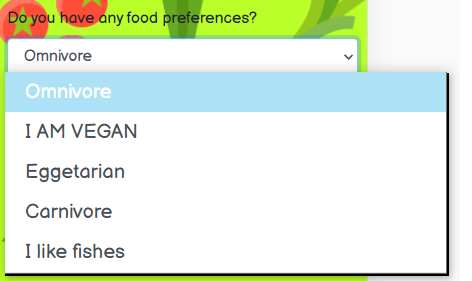 Do you have any food preferences?
Omnivore
Omnivore
I AM VEGAN
Eggetarian
Carnivore
I like fishes